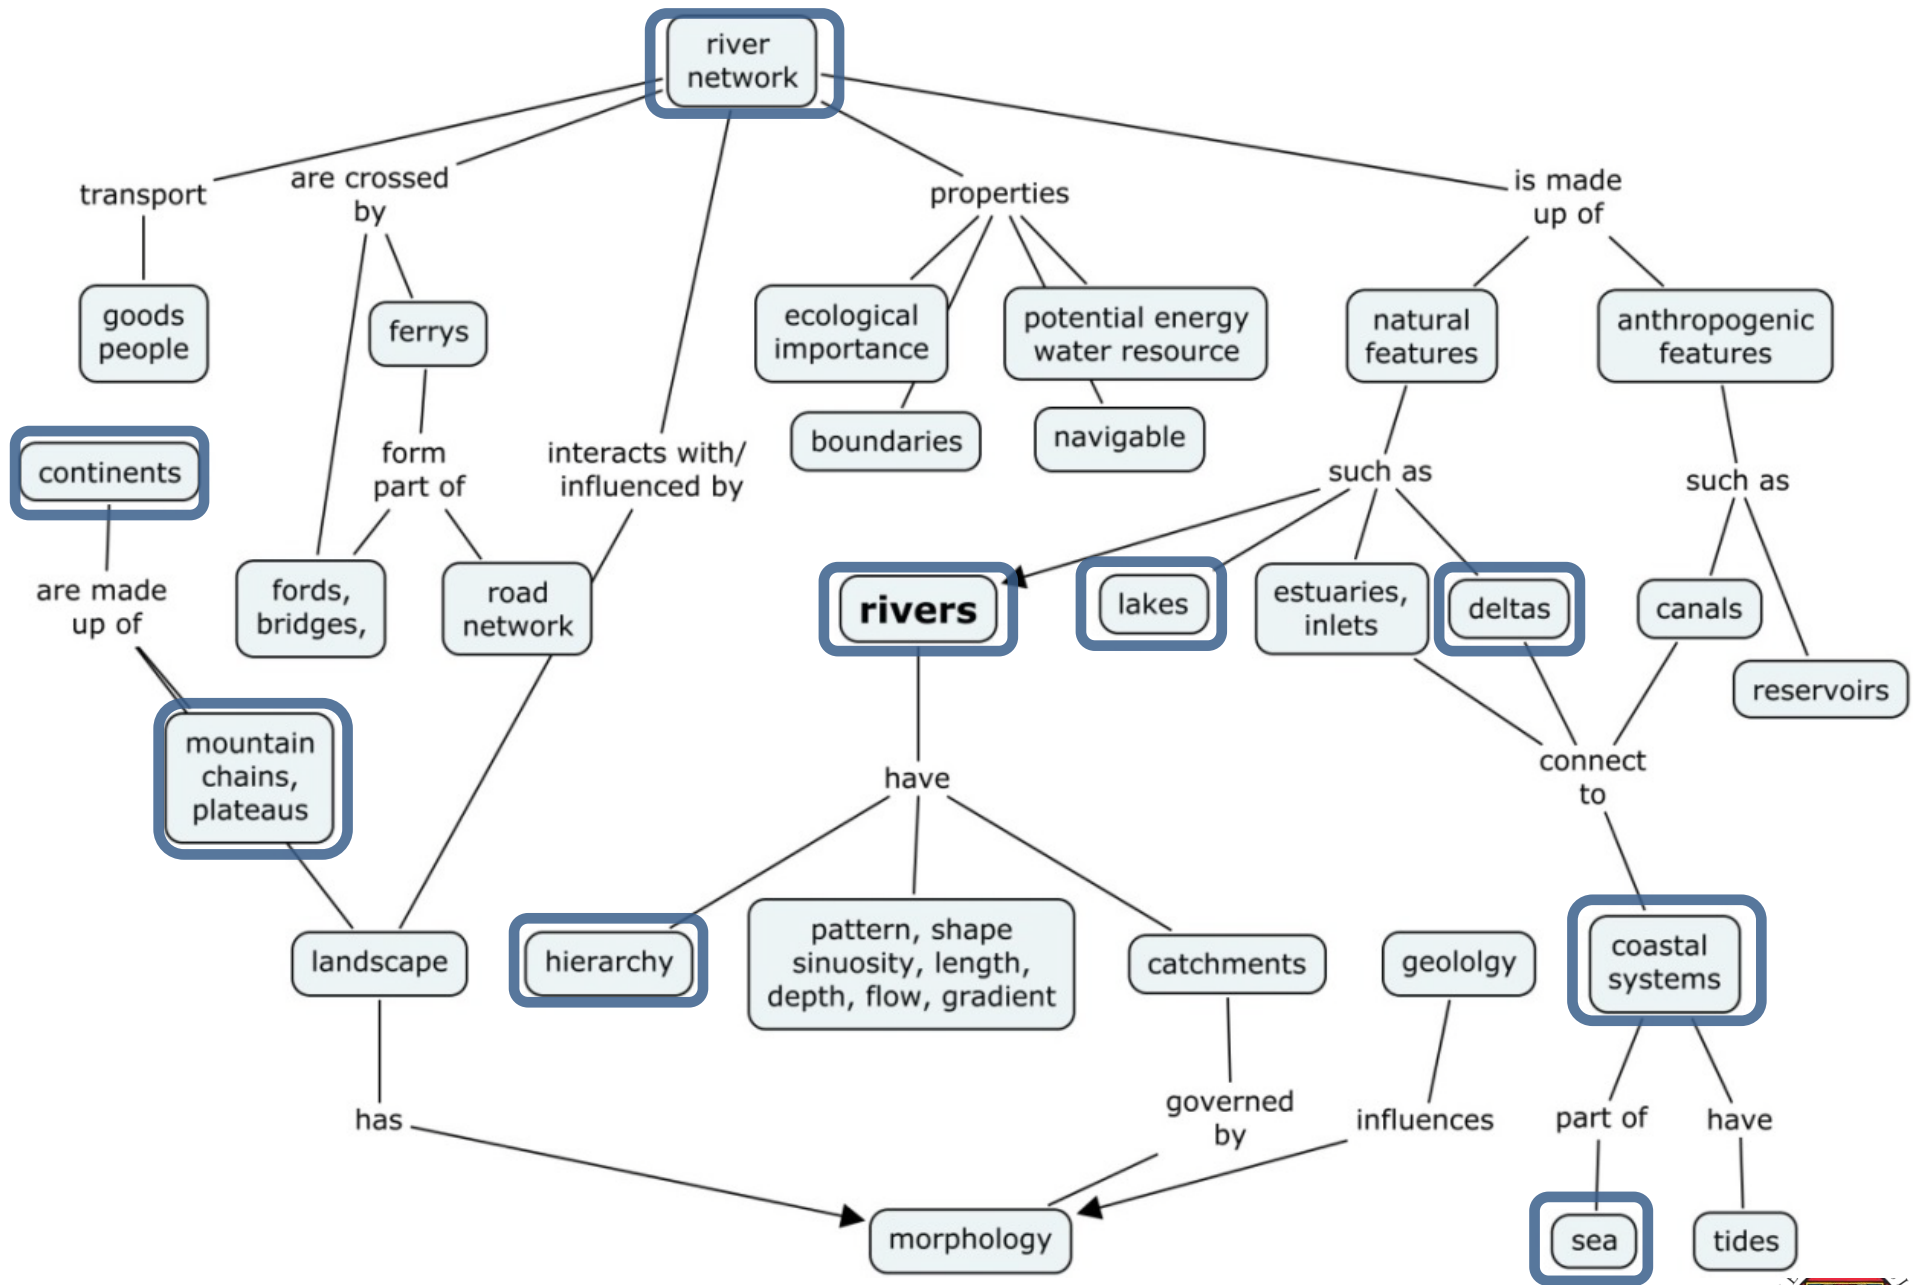 river
network
transport
are crossed
by
properties
is made
up of
goods
people
ferrys
ecological
importance
potential energy
water resource
natural
features
anthropogenic
features
boundaries
navigable
continents
form
part of
interacts with/
influenced by
such as
such as
are made
up of
fords,
bridges,
road
network
rivers
lakes
estuaries,
inlets
deltas
canals
reservoirs
mountain
chains,
plateaus
have
connect
to
landscape
hierarchy
pattern, shape
sinuosity, length,
depth, flow, gradient
catchments
geololgy
coastal
systems
has
governed
by
influences
part of
have
morphology
sea
tides